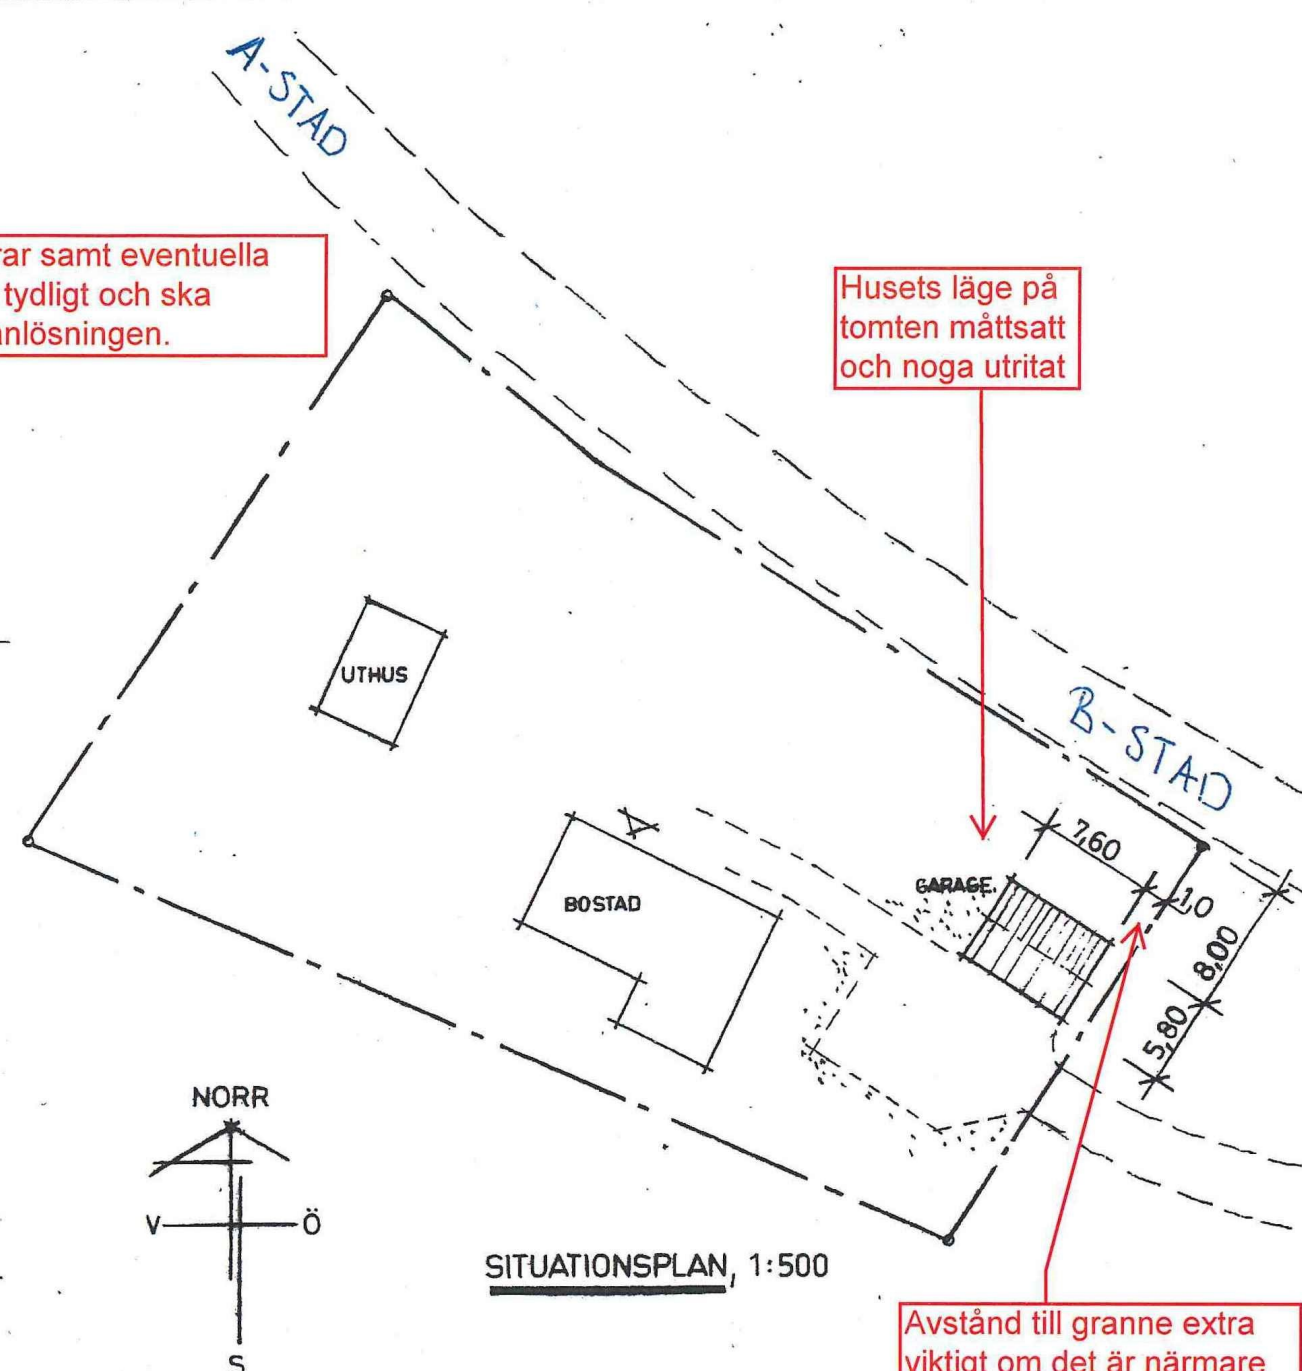 A-STAD
rar samt eventuella
tydligt och ska
anlösningen.
Husets läge på
tomten måttsatt
och noga utritat
UTHUS
B-STAD
7,60
GARAGE.
1,0
BOSTAD
8,00
5,80
NORR
V Ö
S
SITUATIONSPLAN, 1:500
Avstånd till granne extra
viktigt om det är närmare